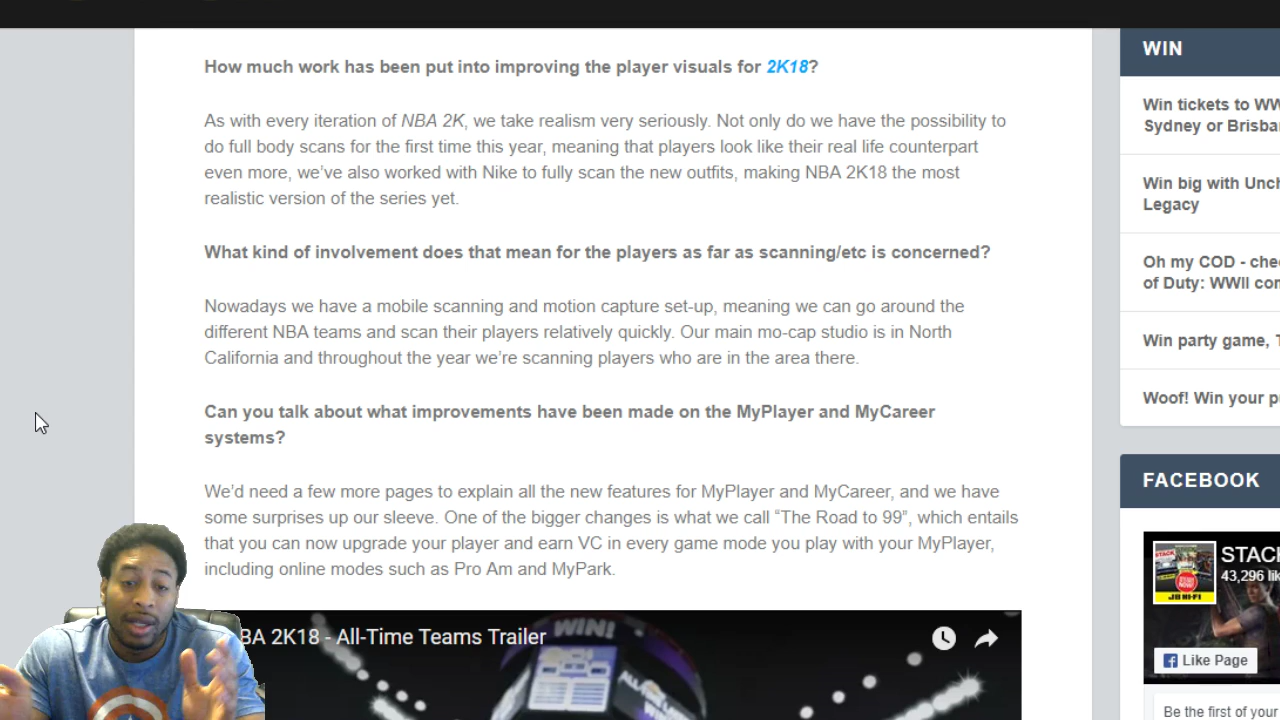 How much work has been put into improving the player visuals for 2K18?
As with every iteration of NBA 2K, we take realism very seriously. Not only do we have the possibility to
do full body scans for the first time this year, meaning that players look like their real life counterpart
even more, we’ve also worked with Nike to fully scan the new outfits, making NBA 2K18 the most
realistic version of the series yet.
What kind of involvement does that mean for the players as far as scanning/etc is concerned?
Nowadays we have a mobile scanning and motion capture set-up, meaning we can go around the
different NBA teams and scan their players relatively quickly. Our main mo-cap studio is in North
California and throughout the year we’re scanning players who are in the area there.
Can you talk about what improvements have been made on the MyPlayer and MyCareer
systems?
We’d need a few more pages to explain all the new features for MyPlayer and MyCareer, and we have
some surprises up our sleeve. One of the bigger changes is what we call “The Road to 99”, which entails
that you can now upgrade your player and earn VC in every game mode you play with your MyPlayer,
including online modes such as Pro Am and MyPark.
BA 2K18 - All-Time Teams Trailer
WIN!
WIN
Win tickets to WW
Sydney or Brisba
Win big with Unch
Legacy
Oh my COD - che
of Duty: WWII con
Win party game, T
Woof! Win your p
FACEBOOK
STACK
43,296 lik
STACK
JB HI-FI
Like Page
Be the first of your